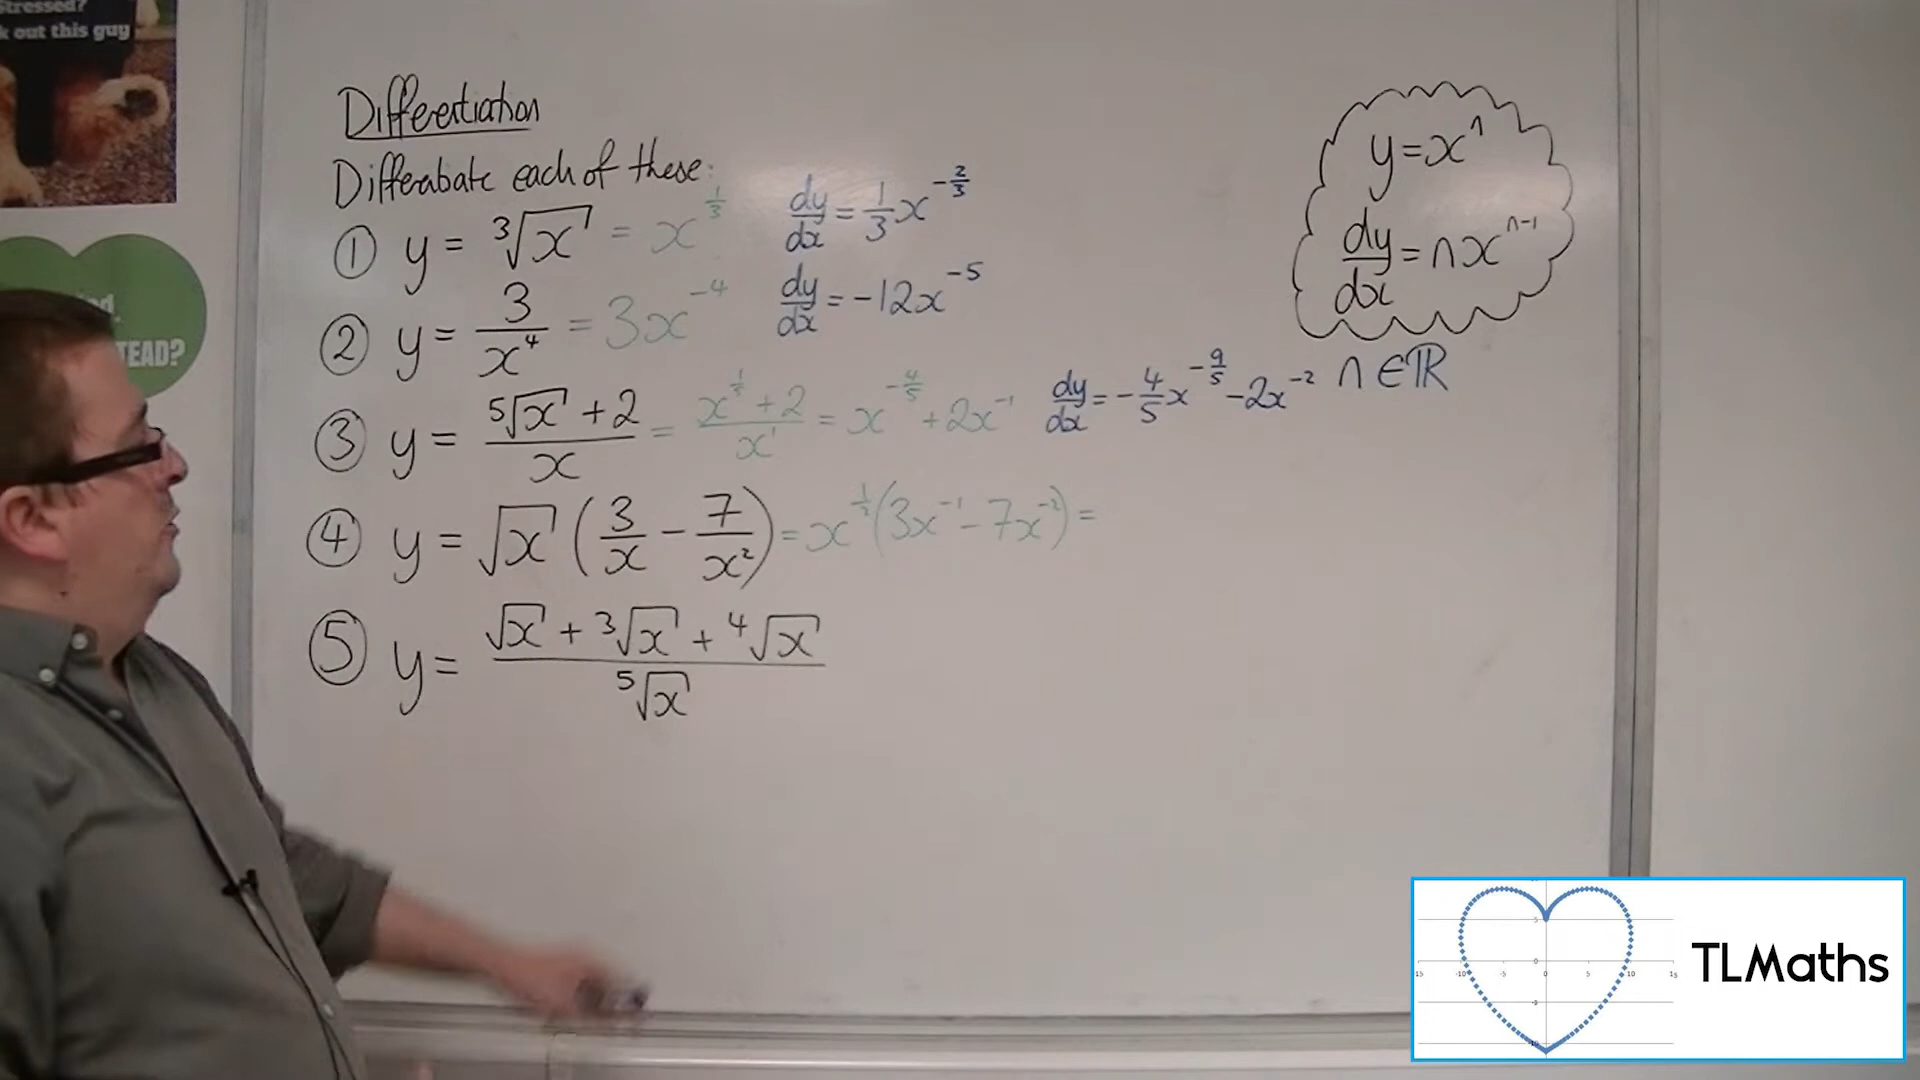 Stressed?
k out this guy
TEAD?
Differentiation
Differentiate each of these:
① y = ∛x = x^(1/3) dy/dx = 1/3 x^(-2/3)
② y = 3/x^4 = 3x^(-4) dy/dx = -12x^(-5)
③ y = (⁵√x + 2)/x = (x^(1/5) + 2)/x^1 = x^(-4/5) + 2x^(-1) dy/dx = -4/5 x^(-9/5) - 2x^(-2)
④ y = √x (3/x - 7/x²) = x^(1/2) (3x^(-1) - 7x^(-2)) =
⑤ y = (√x + ³√x + ⁴√x)/⁵√x
y = x^n
dy/dx = nx^(n-1)
n ∈ ℝ
TLMaths